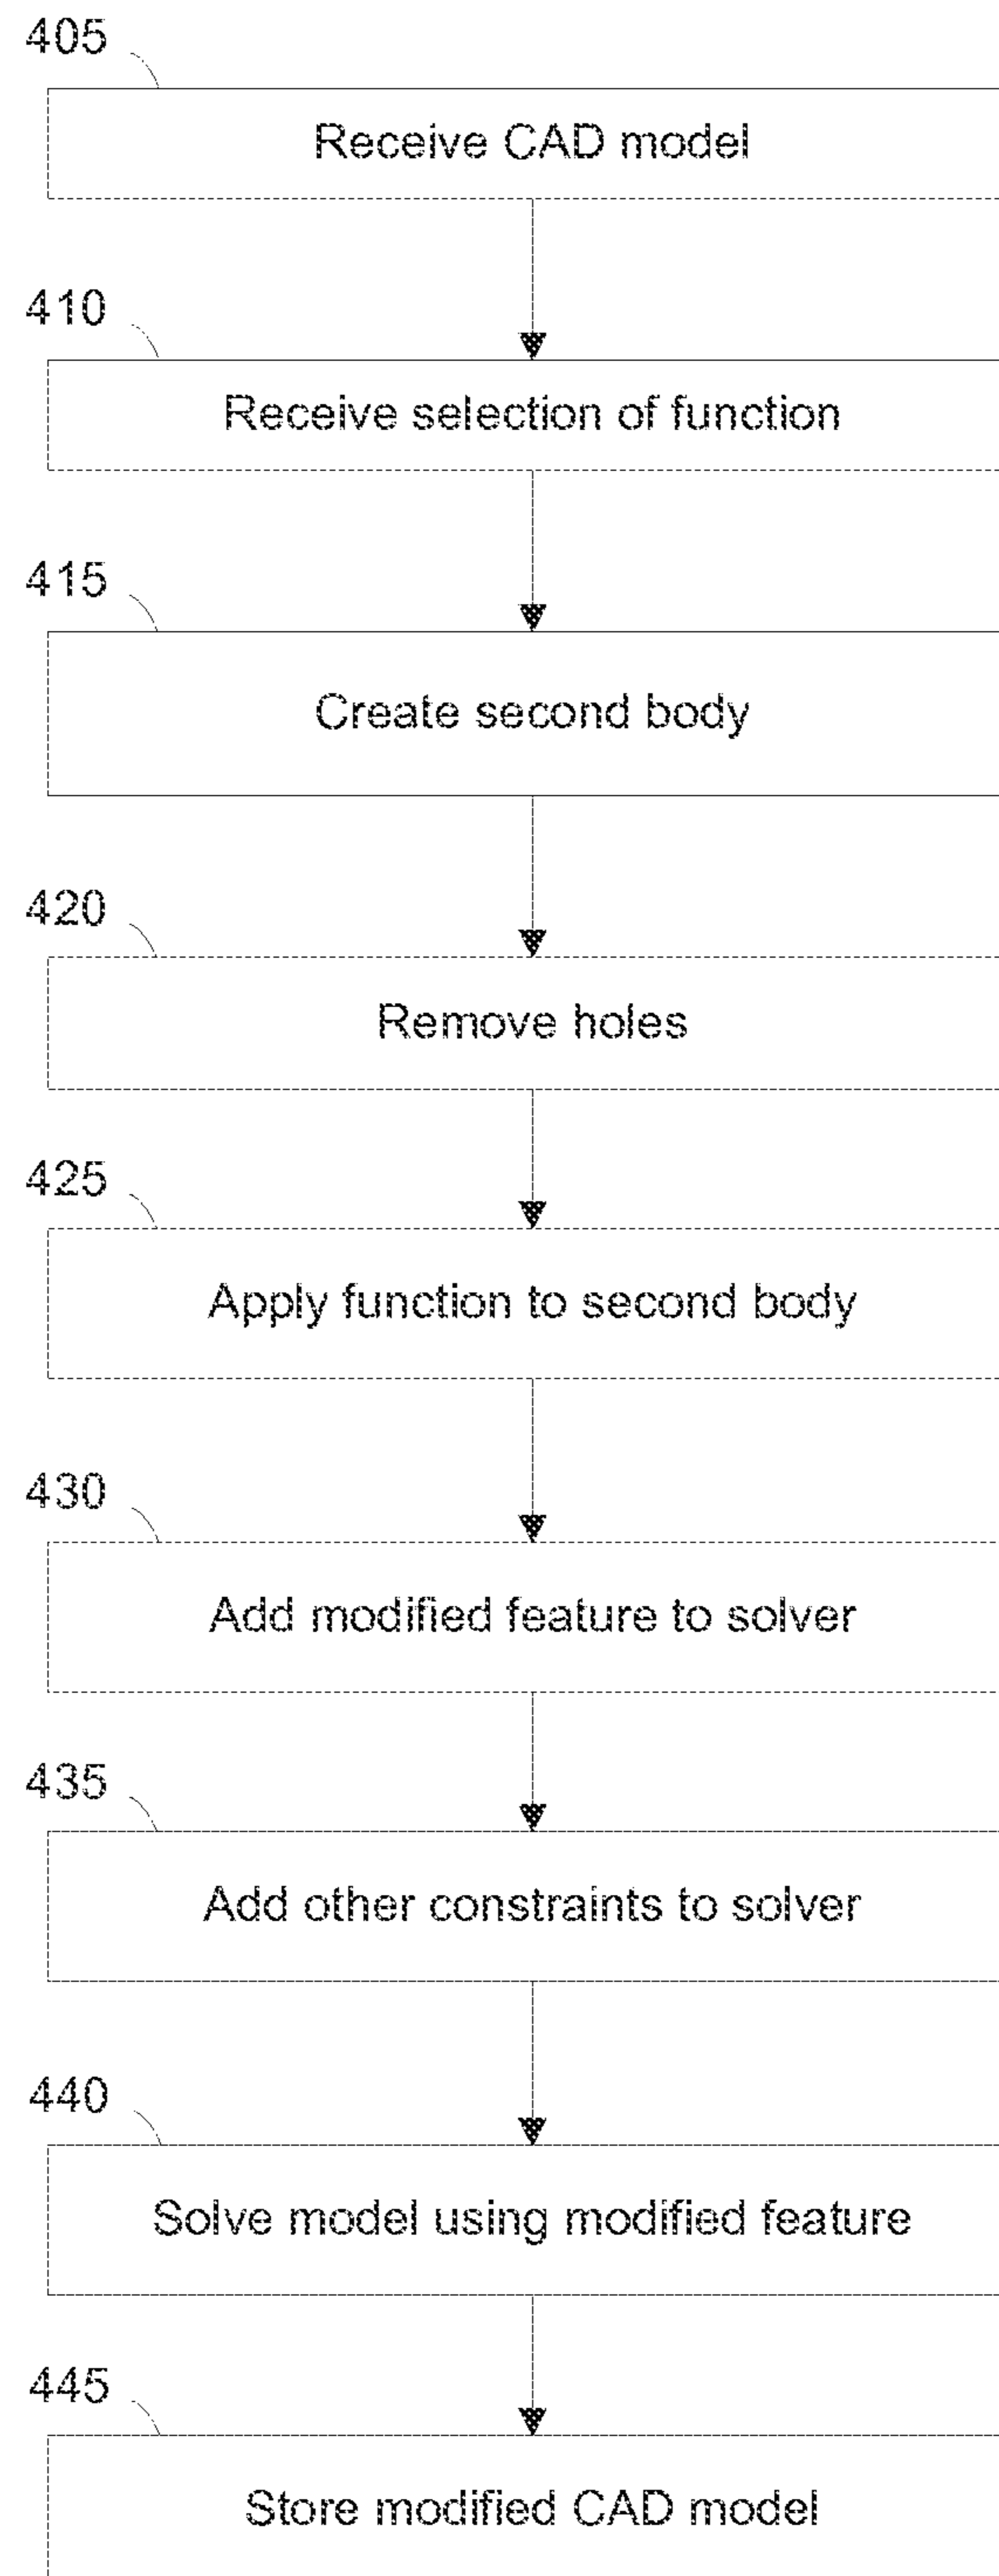 405
Receive CAD model
410
Receive selection of function
415
Create second body
420
Remove holes
425
Apply function to second body
430
Add modified feature to solver
435
Add other constraints to solver
440
Solve model using modified feature
445
Store modified CAD model